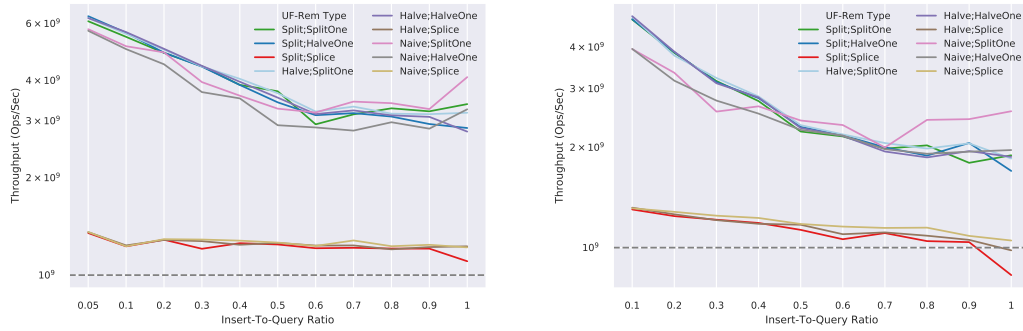 6 × 10⁹
4 × 10⁹
3 × 10⁹
2 × 10⁹
10⁹
Throughput (Ops/Sec)
UF-Rem Type
Split;SplitOne
Split;HalveOne
Split;Splice
Halve;SplitOne
Halve;HalveOne
Halve;Splice
Naive;SplitOne
Naive;HalveOne
Naive;Splice
0.05 0.1 0.2 0.3 0.4 0.5 0.6 0.7 0.8 0.9 1
Insert-To-Query Ratio
4 × 10⁹
3 × 10⁹
2 × 10⁹
10⁹
Throughput (Ops/Sec)
UF-Rem Type
Split;SplitOne
Split;HalveOne
Split;Splice
Halve;SplitOne
Halve;HalveOne
Halve;Splice
Naive;SplitOne
Naive;HalveOne
Naive;Splice
0.1 0.2 0.3 0.4 0.5 0.6 0.7 0.8 0.9 1
Insert-To-Query Ratio